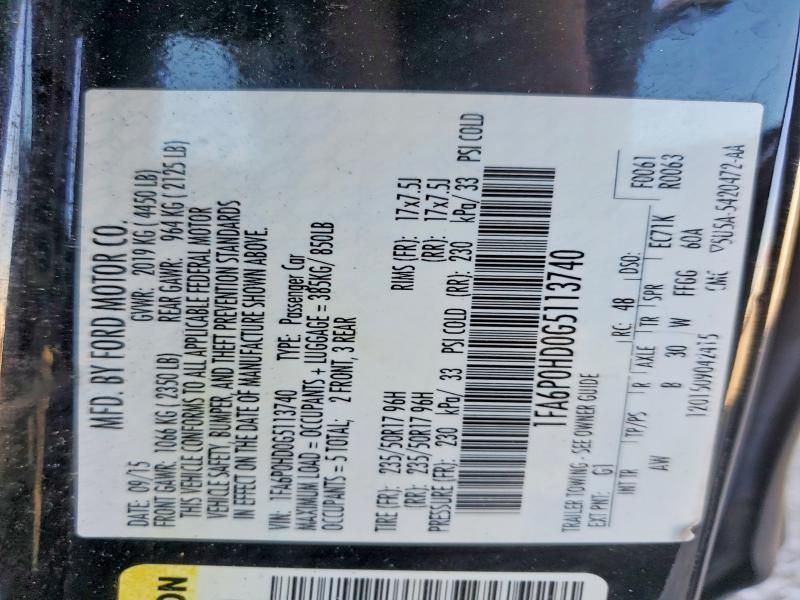 MFD. BY FORD MOTOR CO.
DATE: 09/15 GVWR: 2019 KG (4450 LB)
FRONT GAWR: 1066 KG (2350 LB) REAR GAWR: 964 KG (2125 LB)
THIS VEHICLE CONFORMS TO ALL APPLICABLE FEDERAL MOTOR
VEHICLE SAFETY, BUMPER, AND THEFT PREVENTION STANDARDS
IN EFFECT ON THE DATE OF MANUFACTURE SHOWN ABOVE.
VIN: 1FA6P0HD0G5113740 TYPE: Passenger Car
MAXIMUM LOAD = OCCUPANTS + LUGGAGE = 385KG/850LB
OCCUPANTS = 5 TOTAL: 2 FRONT, 3 REAR
TIRE (FR): 235/50R17 96H RIMS (FR): 17x7.5J
(RR): 235/50R17 96H (RR): 17x7.5J
PRESSURE (FR): 230 kPa/ 33 PSI COLD (RR): 230 kPa/ 33 PSI COLD
1FA6P0HD0G5113740
TRAILER TOWING - SEE OWNER GUIDE
EXT PNT: G1 RC: 48 DSO: F0061
R0063
INT TR TP/PS R AXLE TR SPR EC71K
AW B 30 W FFGG 60A
1201509042415 5U5A-5420472-AA
ON